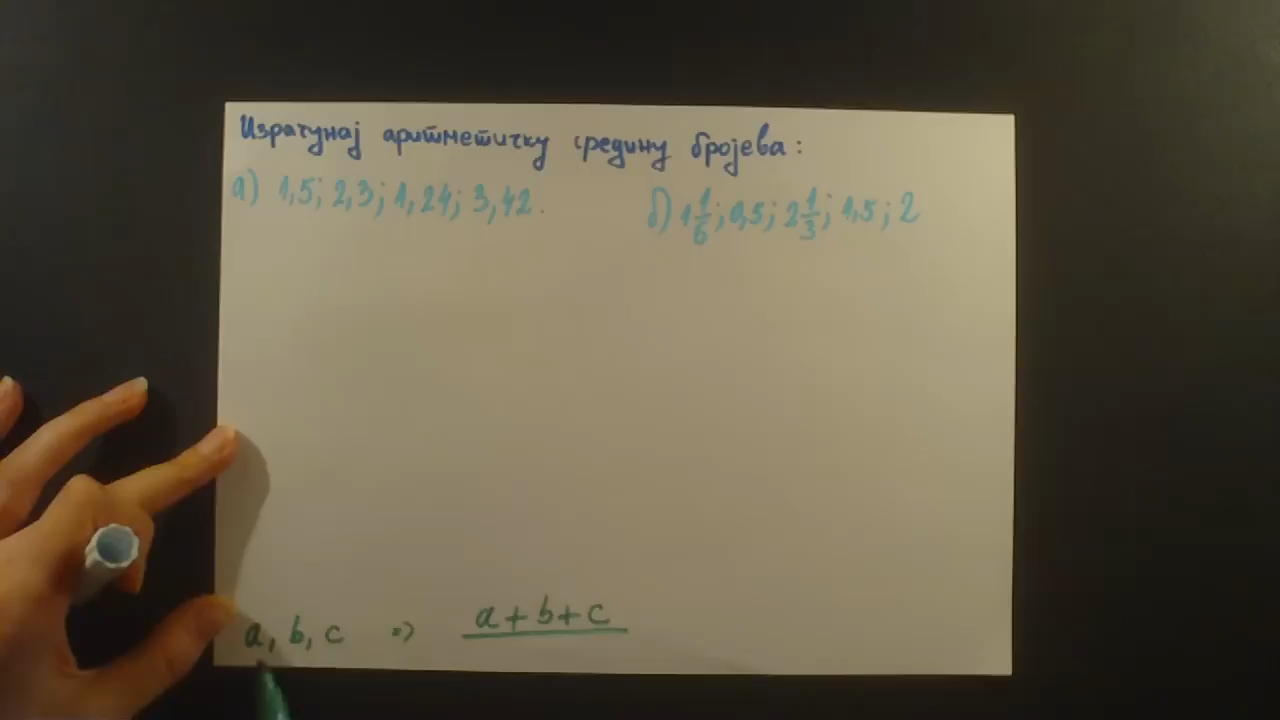 Израчунај аритметичку средину бројева:
а) 1,5; 2,3; 1,24; 3,42.
б) 1 1/6; 0,5; 2 1/3; 1,5; 2
a, b, c => a+b+c